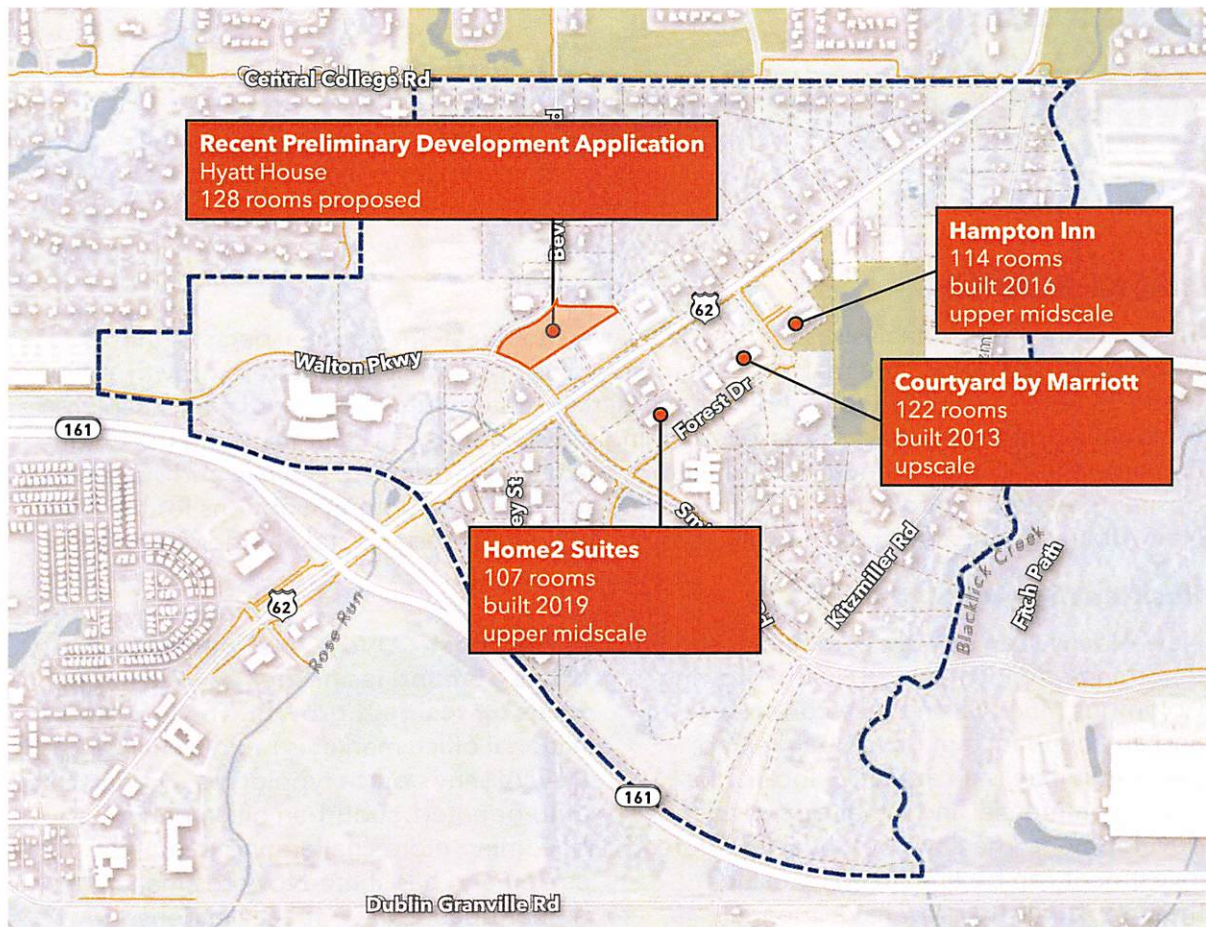 Central College Rd
Recent Preliminary Development Application
Hyatt House
128 rooms proposed
Hampton Inn
114 rooms
built 2016
upper midscale
62
Walton Pkwy
Courtyard by Marriott
122 rooms
built 2013
upscale
Forest Dr
161
Home2 Suites
107 rooms
built 2019
upper midscale
Kitzmiller Rd
Blacklick Creek
Fitch Path
62
Rose Run
161
Dublin Granville Rd